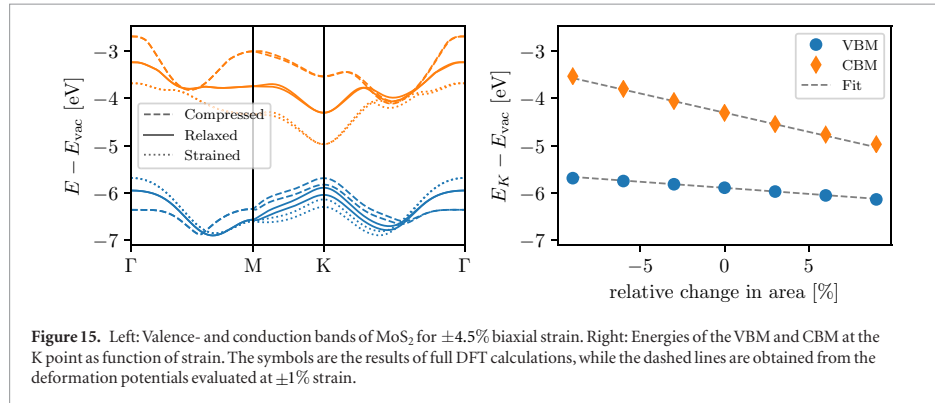 E − E_vac [eV]
−3
−4
−5
−6
−7
Compressed
Relaxed
Strained
Γ M K Γ
E_K − E_vac [eV]
−3
−4
−5
−6
−7
VBM
CBM
Fit
−5 0 5
relative change in area [%]
Figure 15. Left: Valence- and conduction bands of MoS₂ for ±4.5% biaxial strain. Right: Energies of the VBM and CBM at the
K point as function of strain. The symbols are the results of full DFT calculations, while the dashed lines are obtained from the
deformation potentials evaluated at ±1% strain.